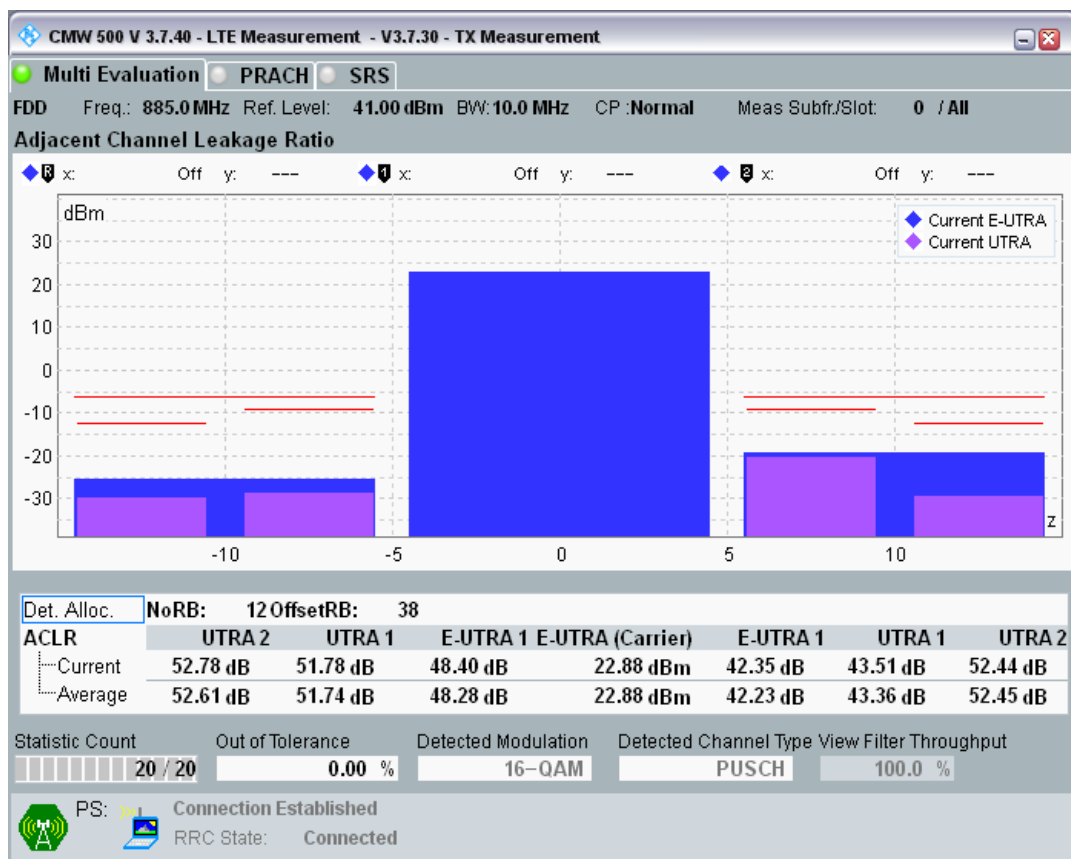 CMW 500 V 3.7.40 - LTE Measurement - V3.7.30 - TX Measurement
Multi Evaluation PRACH SRS
FDD Freq.: 885.0 MHz Ref. Level: 41.00 dBm BW: 10.0 MHz CP :Normal Meas Subfr./Slot: 0 / All
Adjacent Channel Leakage Ratio
R x: Off y: --- 1 x: Off y: --- 2 x: Off y: ---
dBm
Current E-UTRA
Current UTRA
30
20
10
0
-10
-20
-30
z
-10 -5 0 5 10
Det. Alloc. NoRB: 12 OffsetRB: 38
ACLR UTRA 2 UTRA 1 E-UTRA 1 E-UTRA (Carrier) E-UTRA 1 UTRA 1 UTRA 2
Current 52.78 dB 51.78 dB 48.40 dB 22.88 dBm 42.35 dB 43.51 dB 52.44 dB
Average 52.61 dB 51.74 dB 48.28 dB 22.88 dBm 42.23 dB 43.36 dB 52.45 dB
Statistic Count Out of Tolerance Detected Modulation Detected Channel Type View Filter Throughput
20 / 20 0.00 % 16-QAM PUSCH 100.0 %
PS: Connection Established
RRC State: Connected